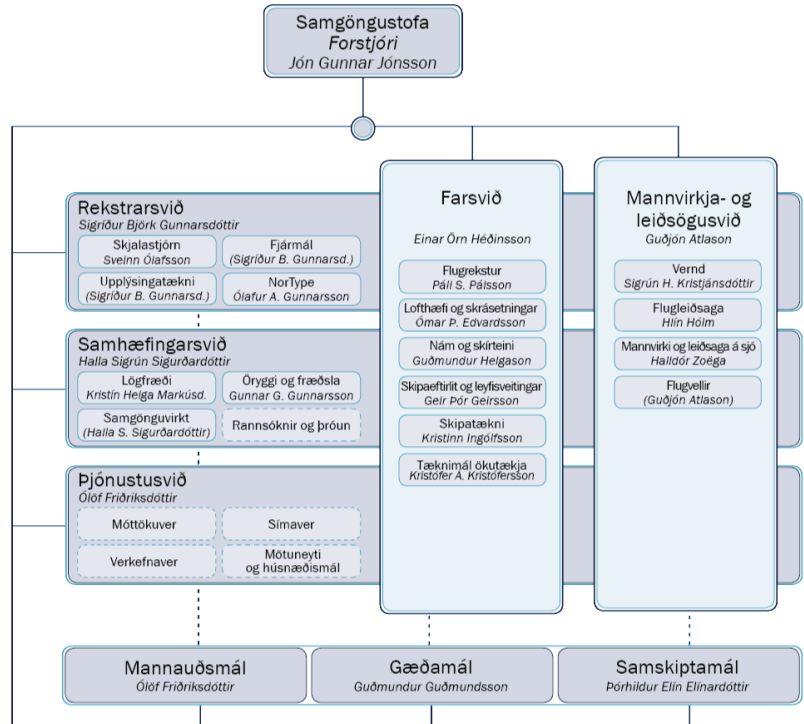 Samgöngustofa
Forstjóri
Jón Gunnar Jónsson
Rekstrarsvið
Sigríður Björk Gunnarsdóttir
Skjalastjórn
Sveinn Ólafsson
Fjármál
(Sigríður B. Gunnarsd.)
Upplýsingatækni
(Sigríður B. Gunnarsd.)
NorType
Ólafur A. Gunnarsson
Samhæfingarsvið
Halla Sigrún Sigurðardóttir
Lögfræði
Kristín Helga Markúsd.
Öryggi og fræðsla
Gunnar G. Gunnarsson
Samgönguvirkt
(Halla S. Sigurðardóttir)
Rannsóknir og þróun
Þjónustusvið
Ólöf Friðriksdóttir
Móttökuver
Símaver
Verkefnaver
Mötuneyti
og húsnæðismál
Farsvið
Einar Örn Héðinsson
Flugrekstur
Páll S. Pálsson
Lofthæfi og skrásetningar
Ómar Þ. Edvardsson
Nám og skírteini
Guðmundur Helgason
Skipaeftirlit og leyfisveitingar
Geir Þór Geirsson
Skipatækni
Kristinn Ingólfsson
Tæknimál ökutækja
Kristófer A. Kristófersson
Mannvirkja- og
leiðsögusvið
Guðjón Atlason
Vernd
Sigrún H. Kristjánsdóttir
Flugleiðsaga
Hlín Hólm
Mannvirki og leiðsaga á sjó
Halldór Zoëga
Flugvellir
(Guðjón Atlason)
Mannauðsmál
Ólöf Friðriksdóttir
Gæðamál
Guðmundur Guðmundsson
Samskiptamál
Þórhildur Elín Elínardóttir